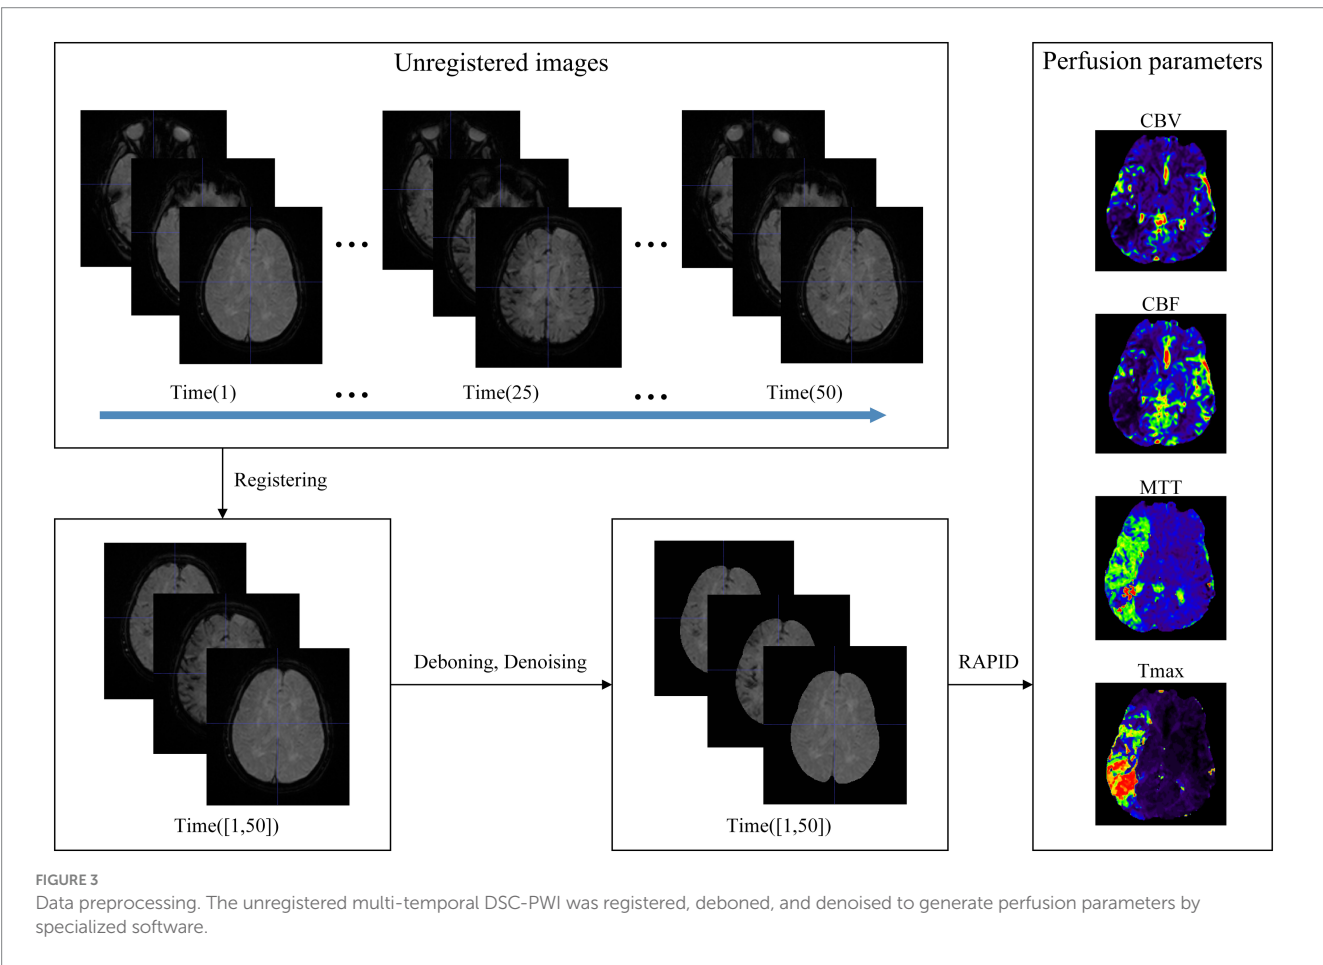 Unregistered images
Time(1)
...
Time(25)
...
Time(50)
Registering
Time([1,50])
Deboning, Denoising
Time([1,50])
RAPID
Perfusion parameters
CBV
CBF
MTT
Tmax
FIGURE 3
Data preprocessing. The unregistered multi-temporal DSC-PWI was registered, deboned, and denoised to generate perfusion parameters by
specialized software.